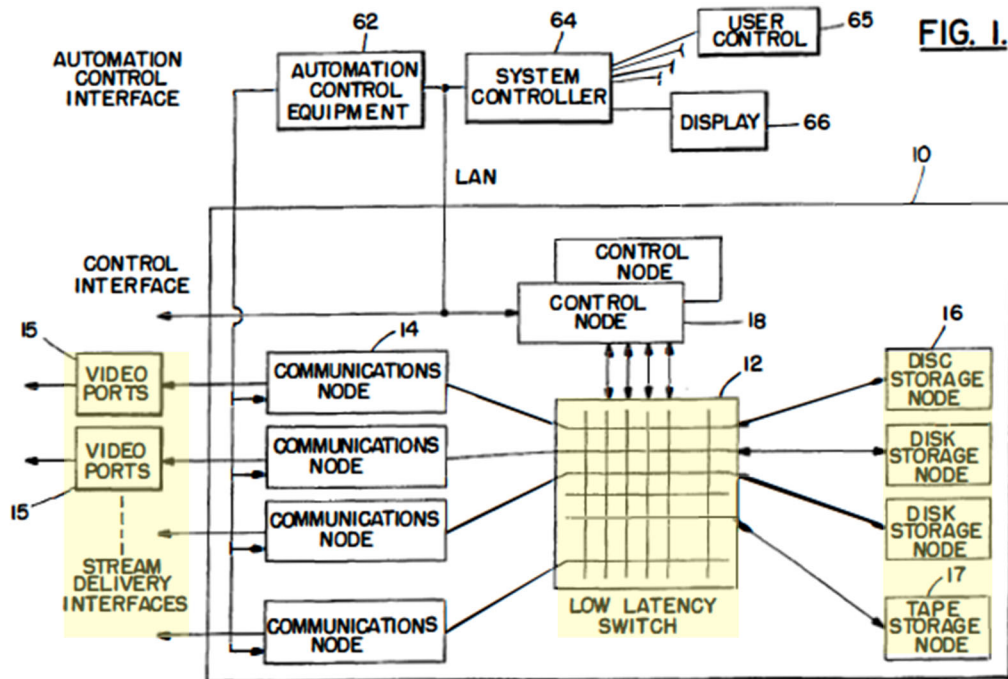 FIG. 1.
62
64
USER
CONTROL
65
AUTOMATION
CONTROL
INTERFACE
AUTOMATION
CONTROL
EQUIPMENT
SYSTEM
CONTROLLER
DISPLAY
66
LAN
10
CONTROL
INTERFACE
CONTROL
NODE
CONTROL
NODE
18
15
14
12
16
VIDEO
PORTS
COMMUNICATIONS
NODE
DISC
STORAGE
NODE
VIDEO
PORTS
15
COMMUNICATIONS
NODE
DISK
STORAGE
NODE
COMMUNICATIONS
NODE
DISK
STORAGE
NODE
STREAM
DELIVERY
INTERFACES
COMMUNICATIONS
NODE
LOW LATENCY
SWITCH
17
TAPE
STORAGE
NODE